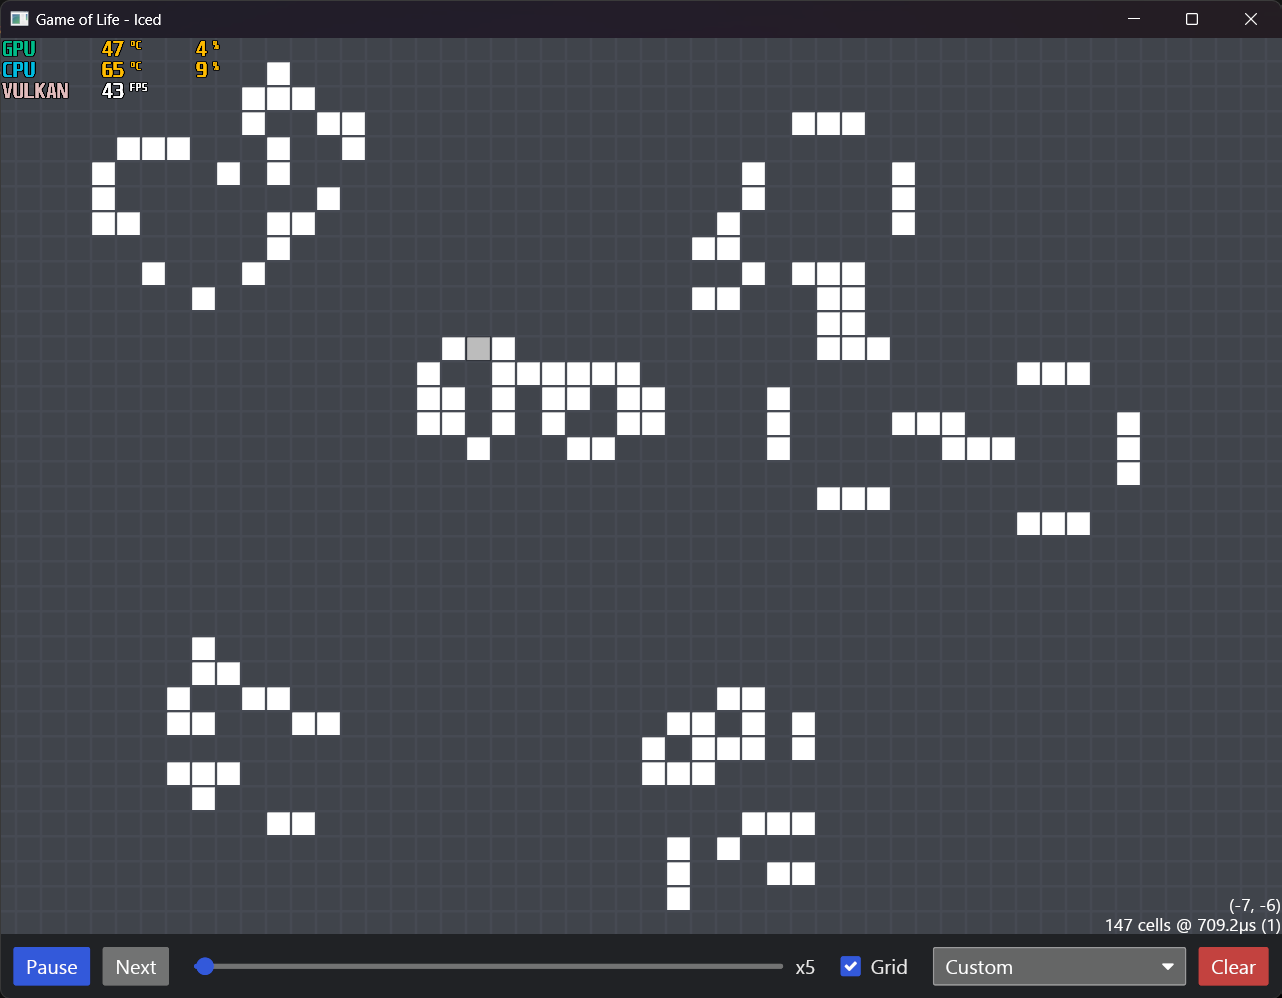 Game of Life - Iced
GPU 47 °C 4 %
CPU 65 °C 9 %
VULKAN 43 FPS
(-7, -6)
147 cells @ 709.2µs (1)
Pause Next x5 Grid Custom Clear